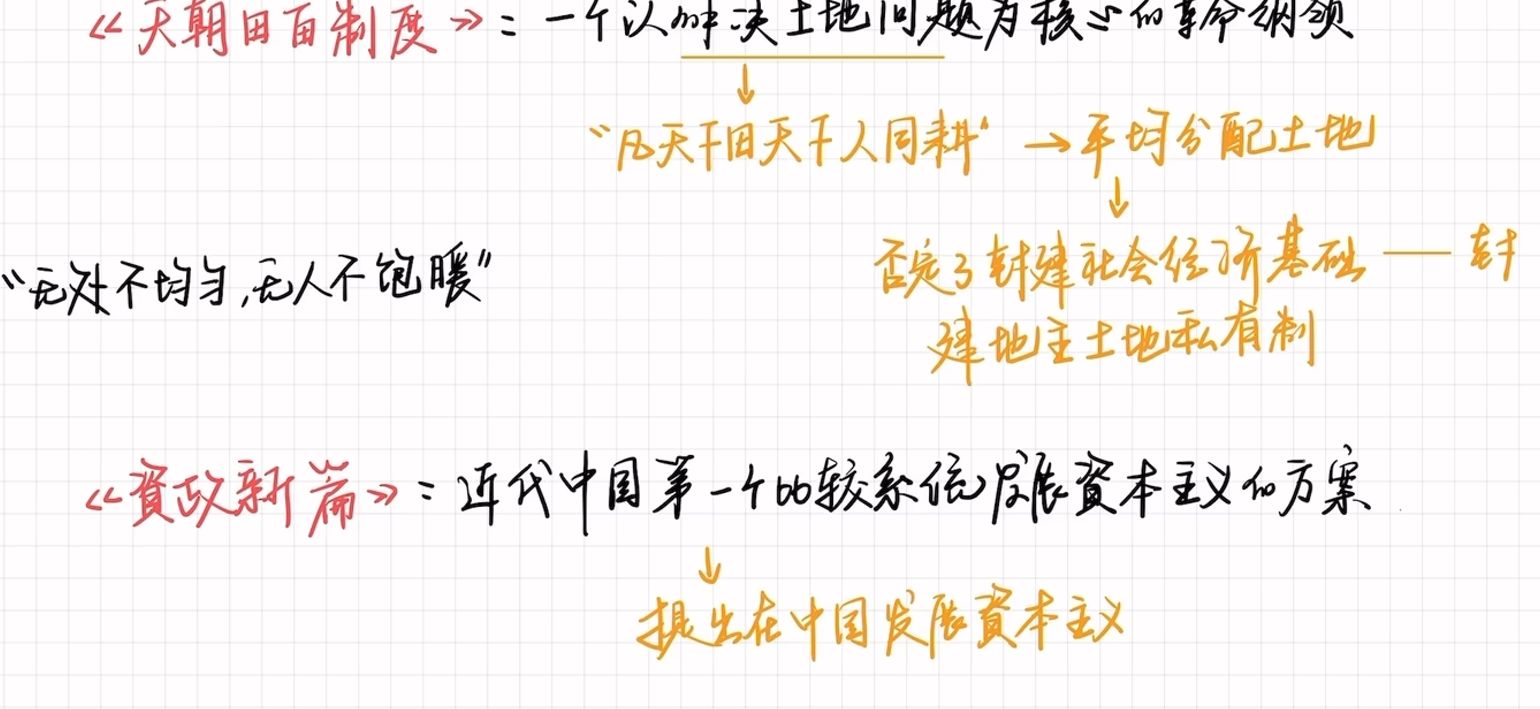 《天朝田亩制度》：一个以解决土地问题为核心的革命纲领
“凡天下田天下人同耕” → 平均分配土地
否定了封建社会经济基础 —— 封
“无处不均匀,无人不饱暖”
建地主土地私有制
《資政新篇》：近代中国第一个比较系统发展資本主义的方案
提出在中国发展資本主义